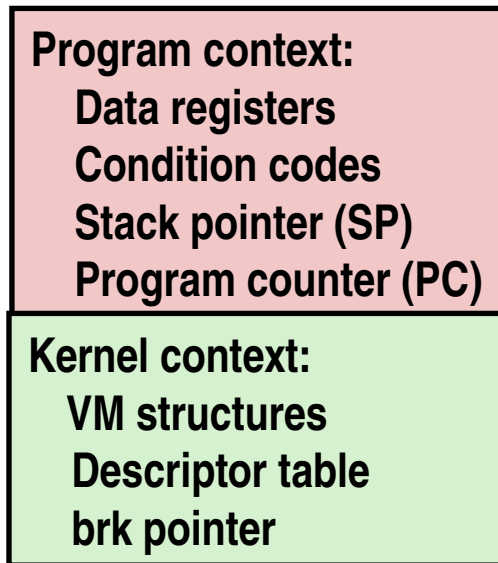 Program context:
Data registers
Condition codes
Stack pointer (SP)
Program counter (PC)
Kernel context:
VM structures
Descriptor table
brk pointer